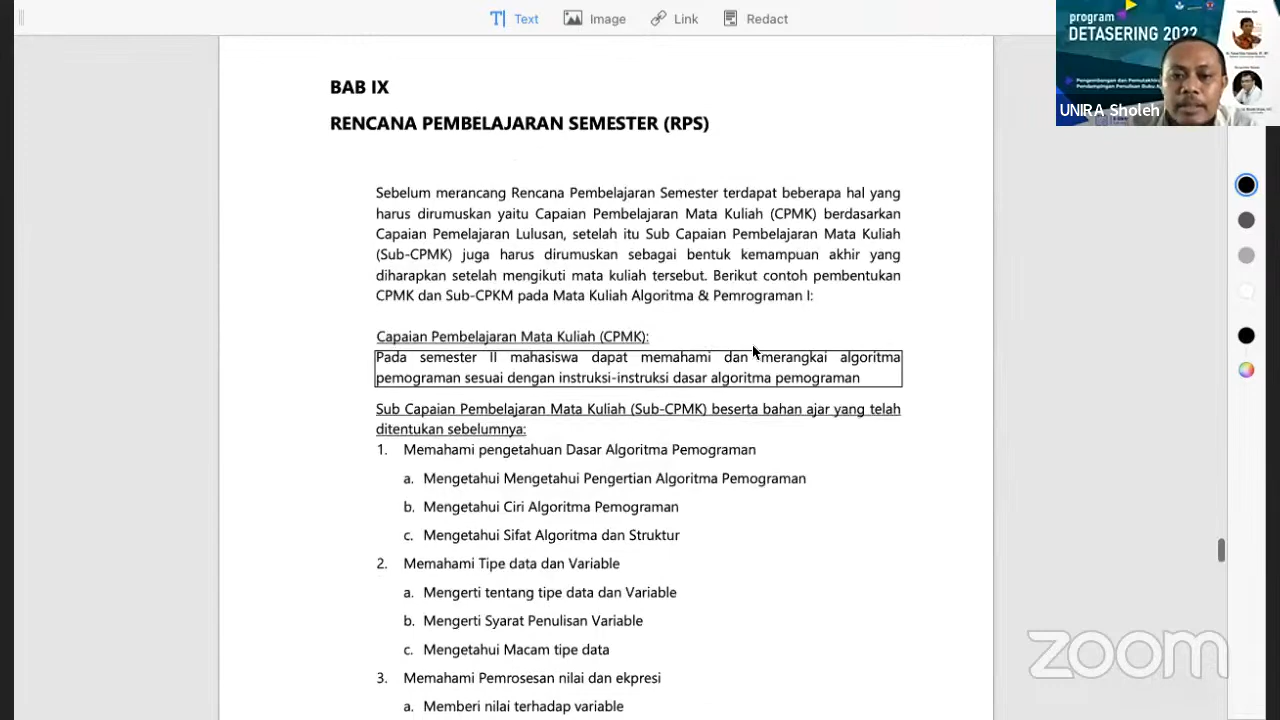 Text Image Link Redact
program
DETASERING 2022
UNIRA Sholeh
BAB IX
RENCANA PEMBELAJARAN SEMESTER (RPS)
Sebelum merancang Rencana Pembelajaran Semester terdapat beberapa hal yang
harus dirumuskan yaitu Capaian Pembelajaran Mata Kuliah (CPMK) berdasarkan
Capaian Pemelajaran Lulusan, setelah itu Sub Capaian Pembelajaran Mata Kuliah
(Sub-CPMK) juga harus dirumuskan sebagai bentuk kemampuan akhir yang
diharapkan setelah mengikuti mata kuliah tersebut. Berikut contoh pembentukan
CPMK dan Sub-CPKM pada Mata Kuliah Algoritma & Pemrograman I:
Capaian Pembelajaran Mata Kuliah (CPMK):
Pada semester II mahasiswa dapat memahami dan merangkai algoritma
pemograman sesuai dengan instruksi-instruksi dasar algoritma pemograman
Sub Capaian Pembelajaran Mata Kuliah (Sub-CPMK) beserta bahan ajar yang telah
ditentukan sebelumnya:
1. Memahami pengetahuan Dasar Algoritma Pemograman
a. Mengetahui Mengetahui Pengertian Algoritma Pemograman
b. Mengetahui Ciri Algoritma Pemograman
c. Mengetahui Sifat Algoritma dan Struktur
2. Memahami Tipe data dan Variable
a. Mengerti tentang tipe data dan Variable
b. Mengerti Syarat Penulisan Variable
c. Mengetahui Macam tipe data
3. Memahami Pemrosesan nilai dan ekpresi
a. Memberi nilai terhadap variable
zoom